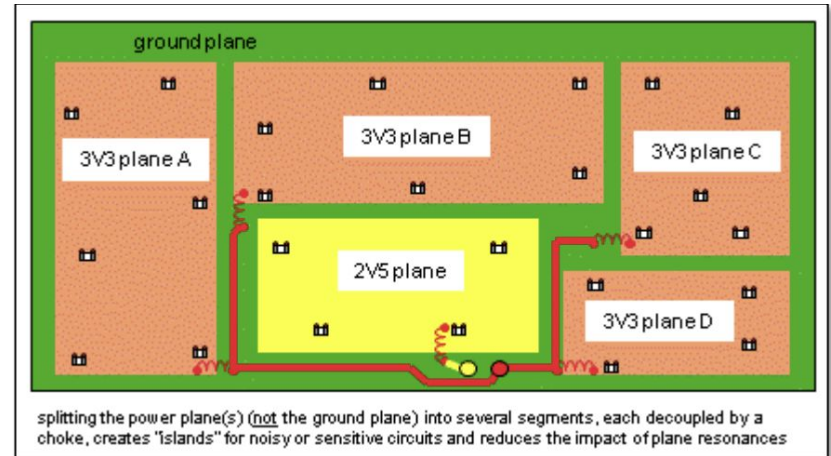 ground plane
3V3 plane A
3V3 plane B
3V3 plane C
2V5 plane
3V3 plane D
splitting the power plane(s) (not the ground plane) into several segments, each decoupled by a
choke, creates "islands" for noisy or sensitive circuits and reduces the impact of plane resonances